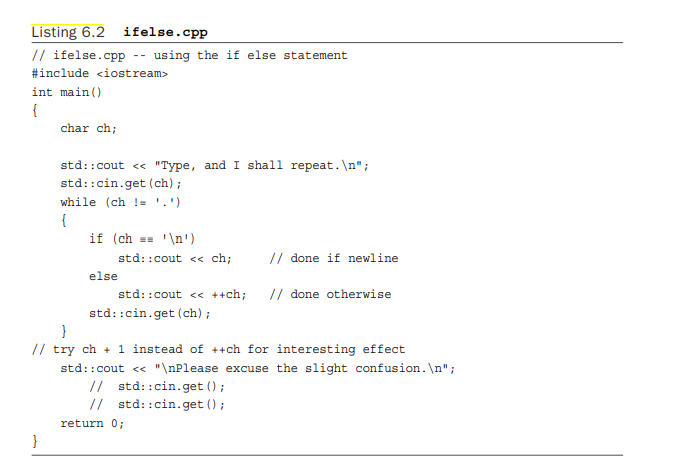 Listing 6.2 ifelse.cpp
// ifelse.cpp -- using the if else statement
#include <iostream>
int main()
{
    char ch;

    std::cout << "Type, and I shall repeat.\n";
    std::cin.get(ch);
    while (ch != '.')
    {
        if (ch == '\n')
            std::cout << ch;     // done if newline
        else
            std::cout << ++ch;   // done otherwise
        std::cin.get(ch);
    }
// try ch + 1 instead of ++ch for interesting effect
    std::cout << "\nPlease excuse the slight confusion.\n";
        //  std::cin.get();
        //  std::cin.get();
    return 0;
}